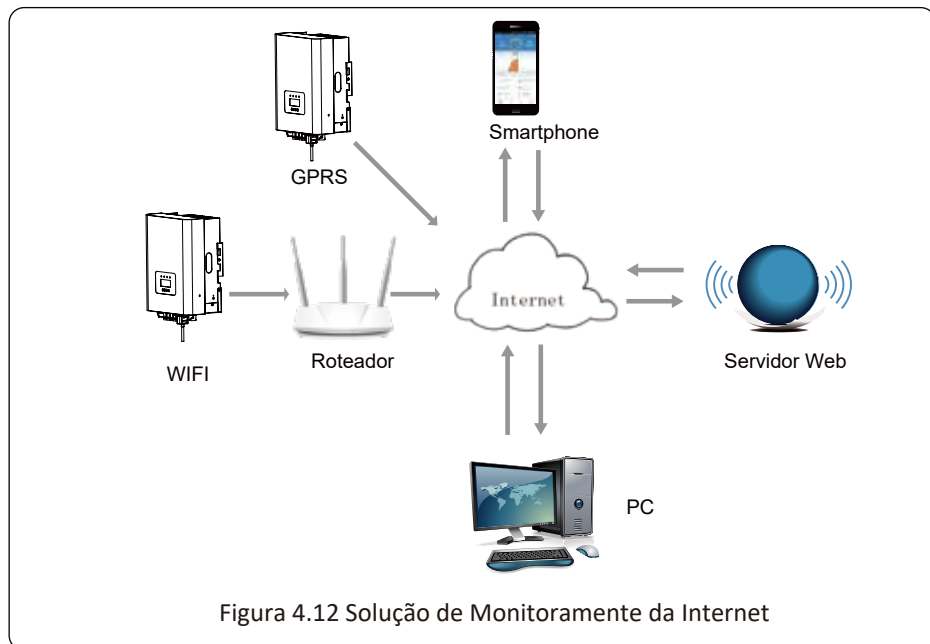 Smartphone
GPRS
Internet
WIFI
Roteador
Servidor Web
PC
Figura 4.12 Solução de Monitoramente da Internet